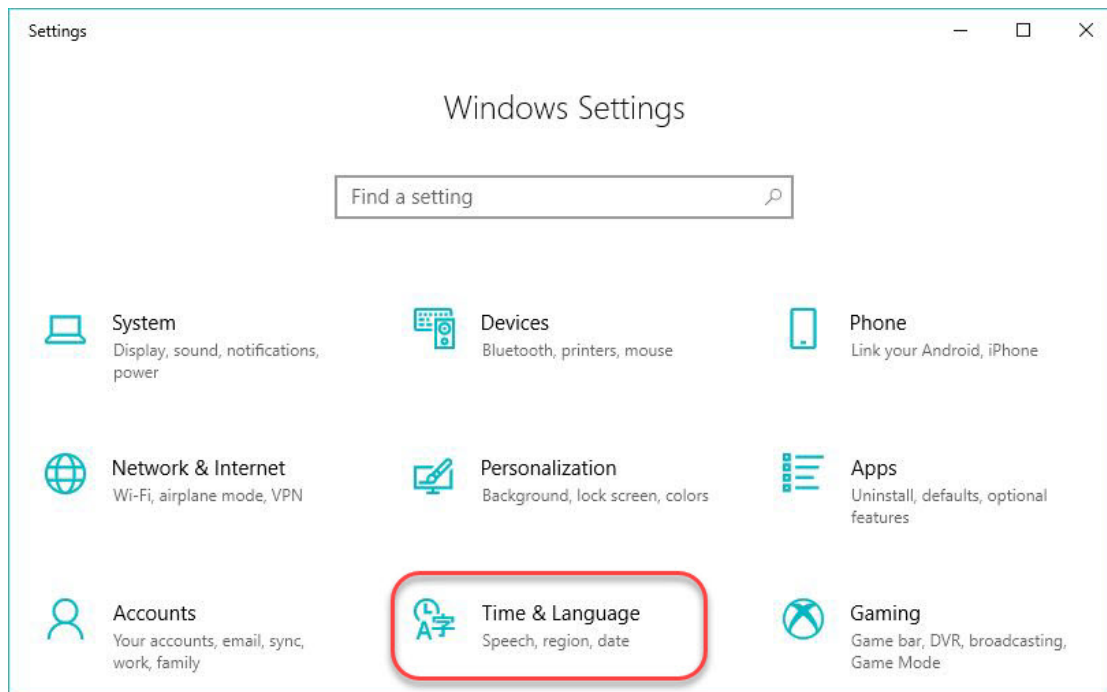 Settings
Windows Settings
Find a setting
System
Display, sound, notifications,
power
Devices
Bluetooth, printers, mouse
Phone
Link your Android, iPhone
Network & Internet
Wi-Fi, airplane mode, VPN
Personalization
Background, lock screen, colors
Apps
Uninstall, defaults, optional
features
Accounts
Your accounts, email, sync,
work, family
Time & Language
Speech, region, date
Gaming
Game bar, DVR, broadcasting,
Game Mode